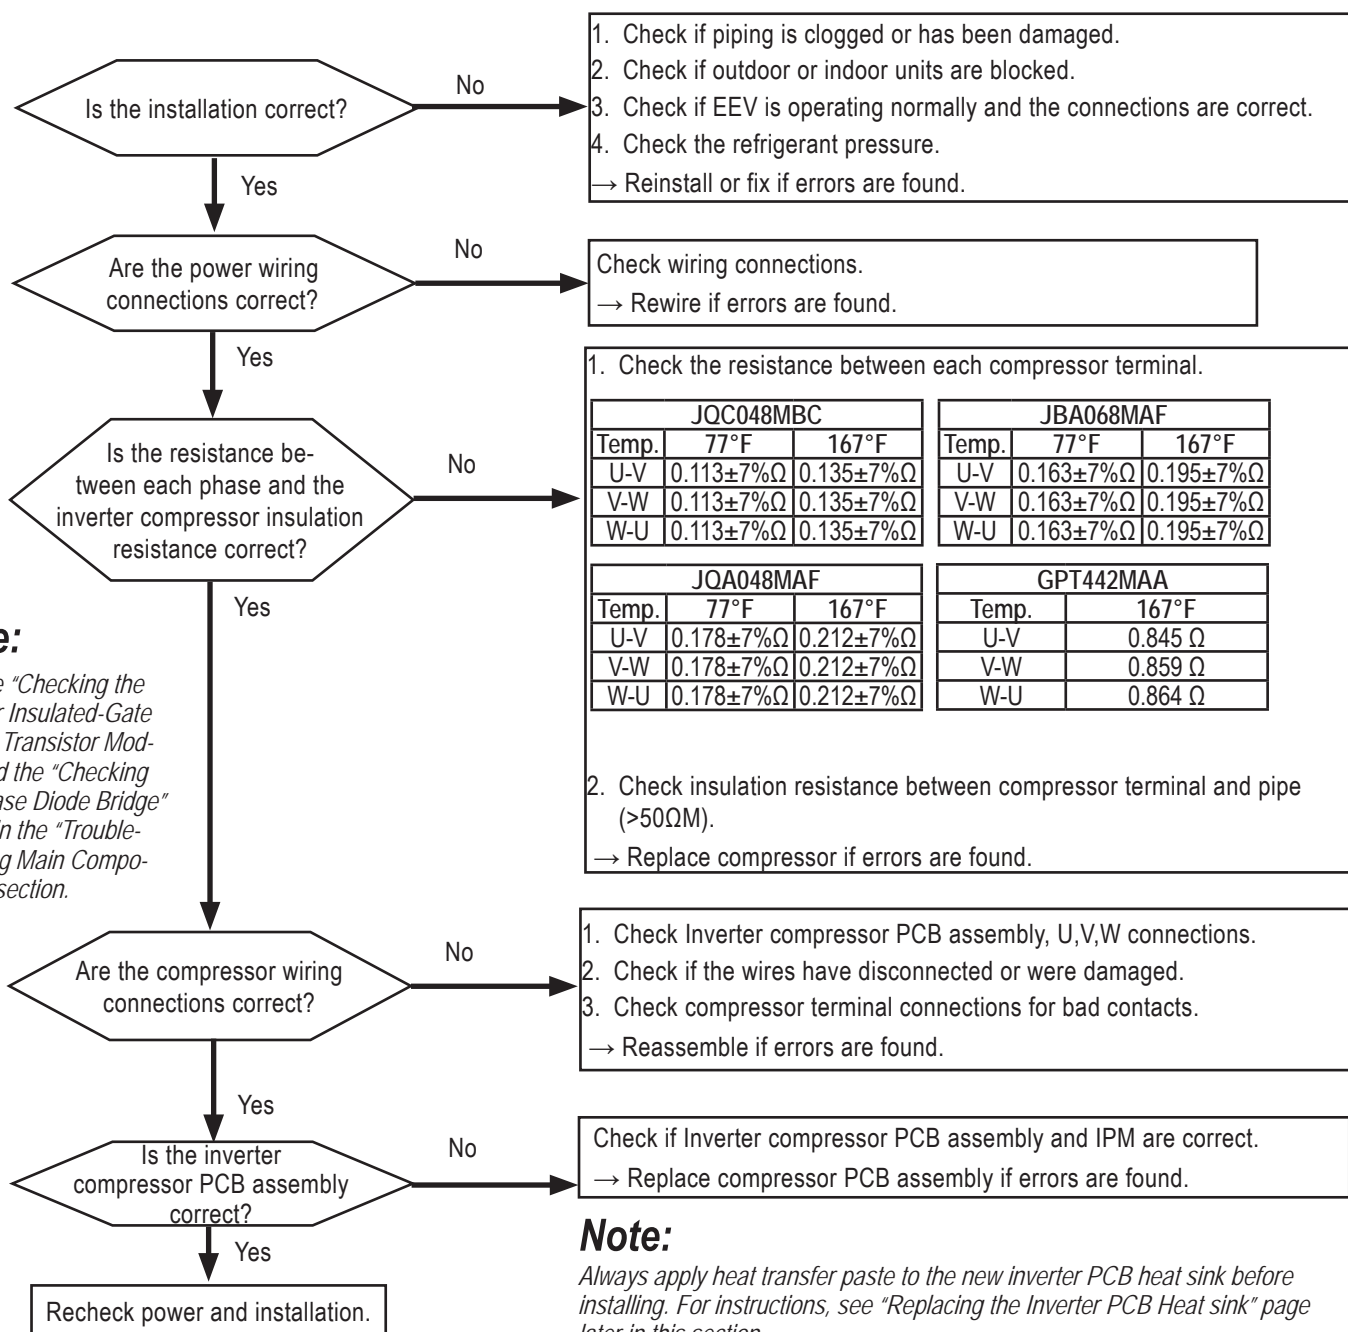 Is the installation correct?
No
Yes
1. Check if piping is clogged or has been damaged.
2. Check if outdoor or indoor units are blocked.
3. Check if EEV is operating normally and the connections are correct.
4. Check the refrigerant pressure.
→ Reinstall or fix if errors are found.
Are the power wiring
connections correct?
No
Yes
Check wiring connections.
→ Rewire if errors are found.
Is the resistance be-
tween each phase and the
inverter compressor insulation
resistance correct?
No
Yes
1. Check the resistance between each compressor terminal.
JQC048MBC
Temp. 77°F 167°F
U-V 0.113±7%Ω 0.135±7%Ω
V-W 0.113±7%Ω 0.135±7%Ω
W-U 0.113±7%Ω 0.135±7%Ω
JBA068MAF
Temp. 77°F 167°F
U-V 0.163±7%Ω 0.195±7%Ω
V-W 0.163±7%Ω 0.195±7%Ω
W-U 0.163±7%Ω 0.195±7%Ω
JQA048MAF
Temp. 77°F 167°F
U-V 0.178±7%Ω 0.212±7%Ω
V-W 0.178±7%Ω 0.212±7%Ω
W-U 0.178±7%Ω 0.212±7%Ω
GPT442MAA
Temp. 167°F
U-V 0.845 Ω
V-W 0.859 Ω
W-U 0.864 Ω
2. Check insulation resistance between compressor terminal and pipe
(>50ΩM).
→ Replace compressor if errors are found.
e:
e "Checking the
r Insulated-Gate
Transistor Mod-
d the "Checking
ase Diode Bridge"
in the "Trouble-
g Main Compo-
section.
Are the compressor wiring
connections correct?
No
Yes
1. Check Inverter compressor PCB assembly, U,V,W connections.
2. Check if the wires have disconnected or were damaged.
3. Check compressor terminal connections for bad contacts.
→ Reassemble if errors are found.
Is the inverter
compressor PCB assembly
correct?
No
Yes
Check if Inverter compressor PCB assembly and IPM are correct.
→ Replace compressor PCB assembly if errors are found.
Recheck power and installation.
Note:
Always apply heat transfer paste to the new inverter PCB heat sink before
installing. For instructions, see "Replacing the Inverter PCB Heat sink" page
later in this section.